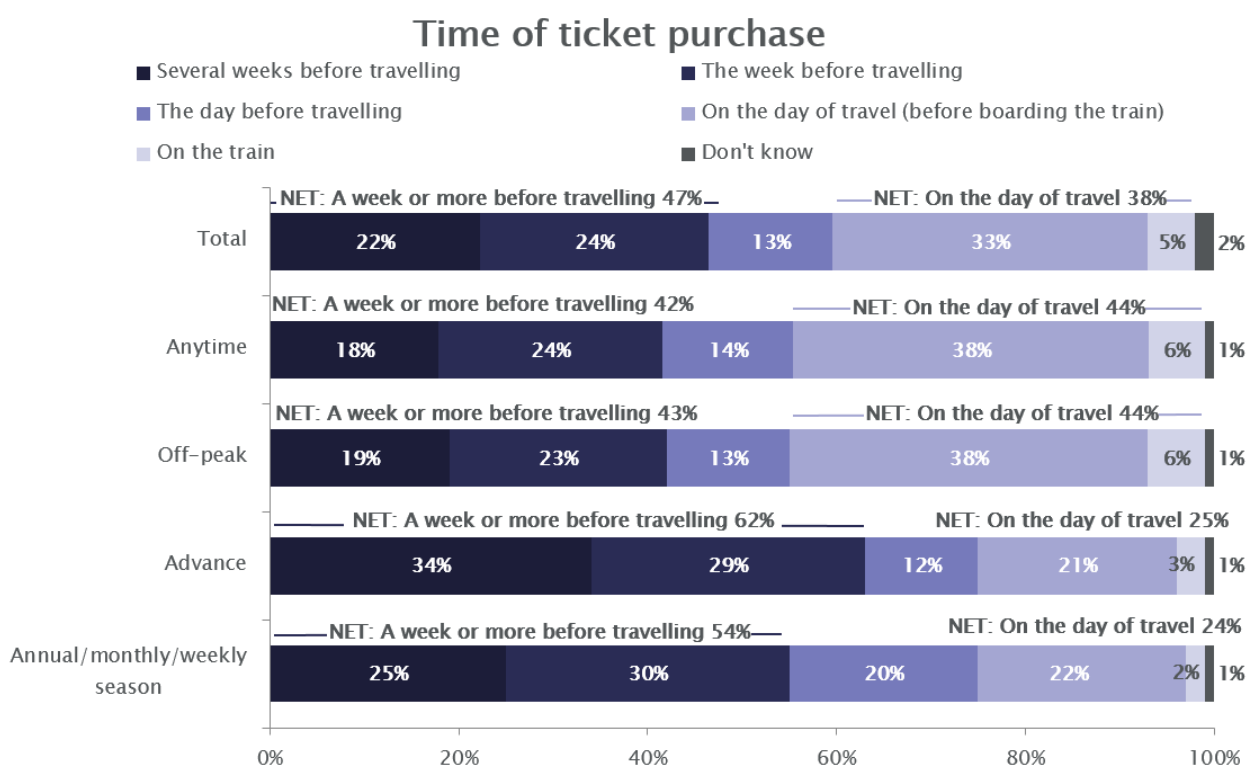 Time of ticket purchase
Several weeks before travelling
The week before travelling
The day before travelling
On the day of travel (before boarding the train)
On the train
Don't know
NET: A week or more before travelling 47%
NET: On the day of travel 38%
Total
22%
24%
13%
33%
5%
2%
NET: A week or more before travelling 42%
NET: On the day of travel 44%
Anytime
18%
24%
14%
38%
6%
1%
NET: A week or more before travelling 43%
NET: On the day of travel 44%
Off-peak
19%
23%
13%
38%
6%
1%
NET: A week or more before travelling 62%
NET: On the day of travel 25%
Advance
34%
29%
12%
21%
3%
1%
NET: A week or more before travelling 54%
NET: On the day of travel 24%
Annual/monthly/weekly
season
25%
30%
20%
22%
2%
1%
0%
20%
40%
60%
80%
100%